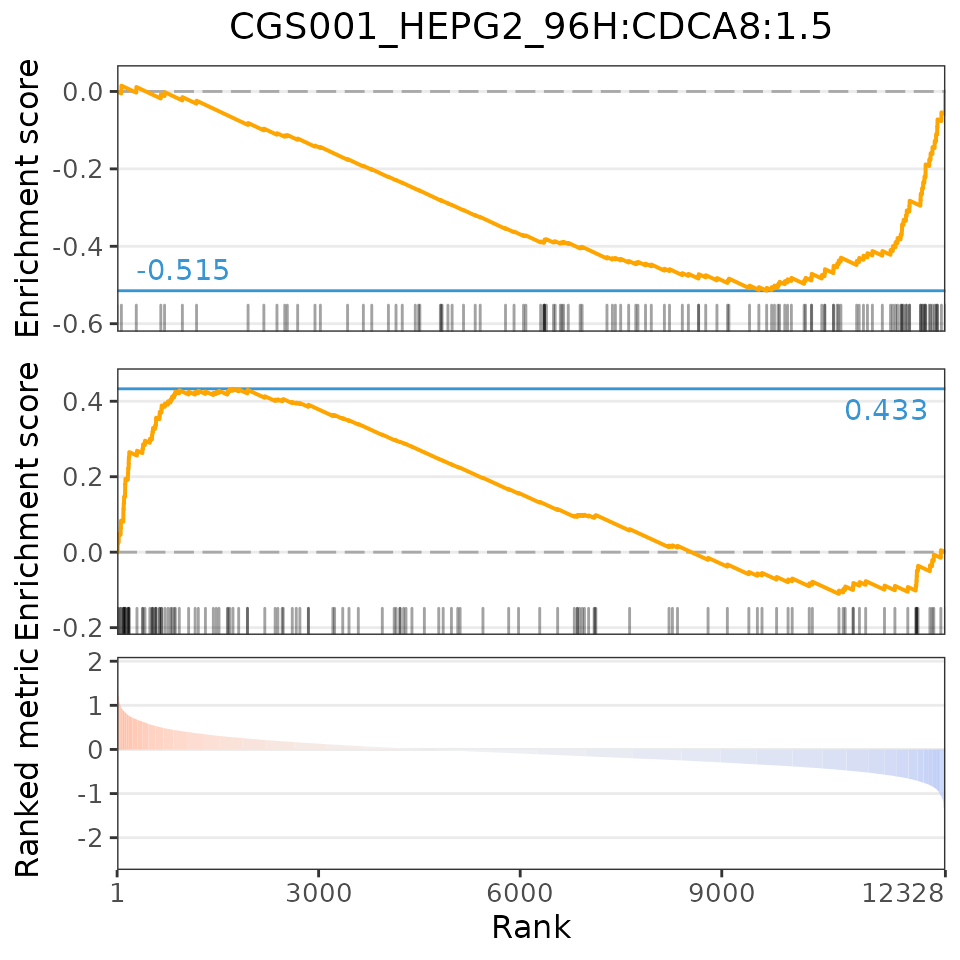 CGS001_HEPG2_96H:CDCA8:1.5
Enrichment score
0.0
-0.2
-0.4
-0.6
-0.515
Enrichment score
0.4
0.2
0.0
-0.2
0.433
Ranked metric
2
1
0
-1
-2
1 3000 6000 9000 12328
Rank